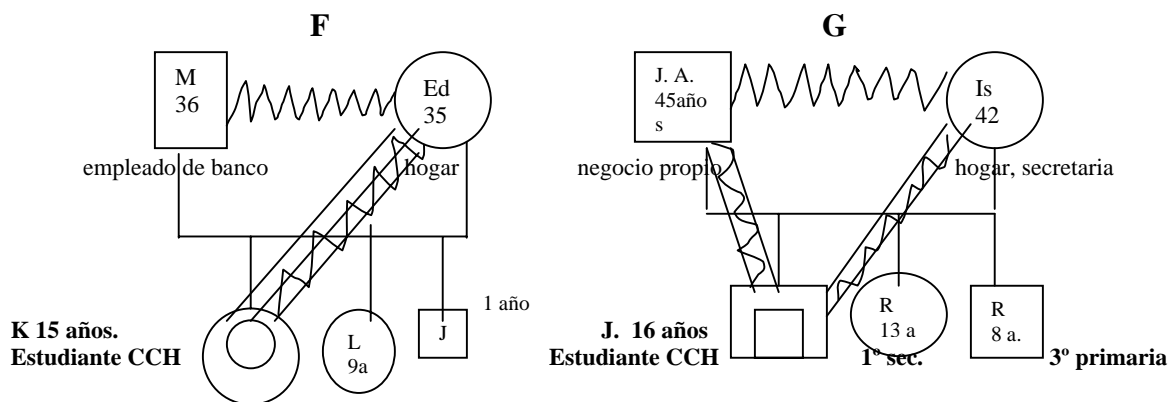 F
M
36
Ed
35
empleado de banco
hogar
K 15 años.
Estudiante CCH
L
9a
J
1 año
G
J. A.
45año
s
Is
42
negocio propio
hogar, secretaria
J. 16 años
Estudiante CCH
R
13 a
1º sec.
R
8 a.
3º primaria